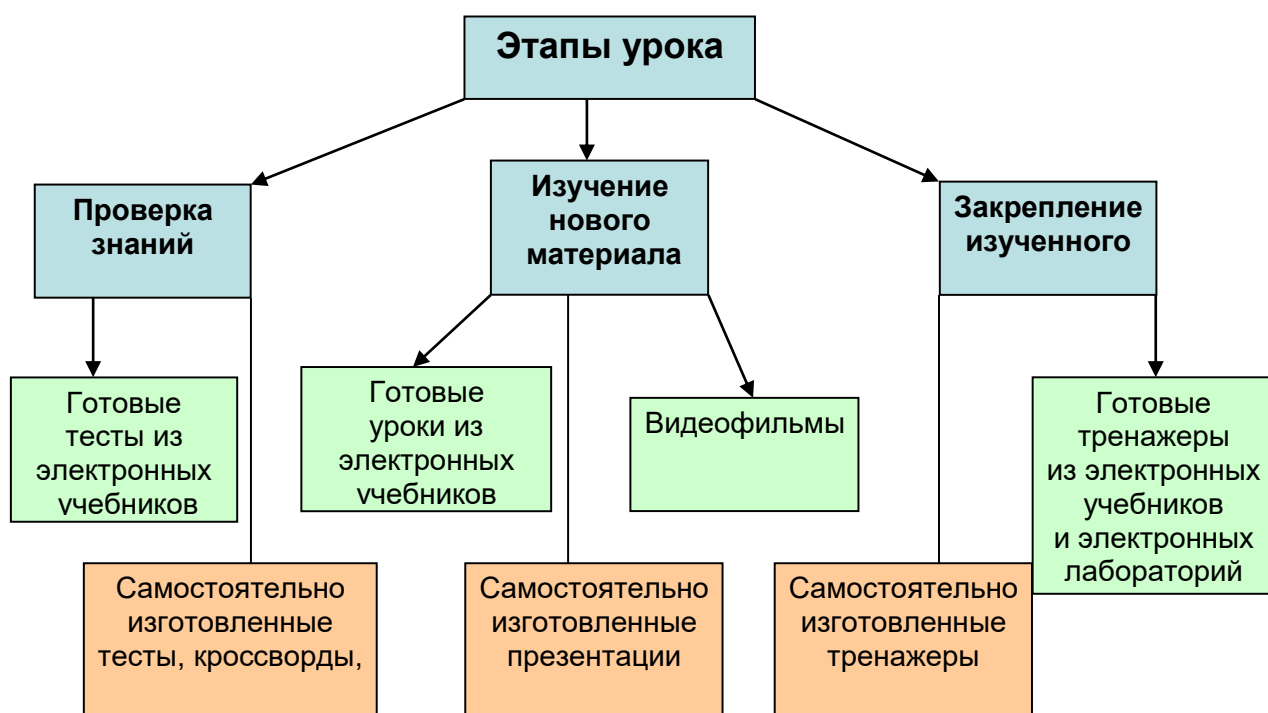 Этапы урока
Проверка
знаний
Изучение
нового
материала
Закрепление
изученного
Готовые
тесты из
электронных
учебников
Готовые
уроки из
электронных
учебников
Видеофильмы
Готовые
тренажеры
из электронных
учебников
и электронных
лабораторий
Самостоятельно
изготовленные
тесты, кроссворды,
Самостоятельно
изготовленные
презентации
Самостоятельно
изготовленные
тренажеры